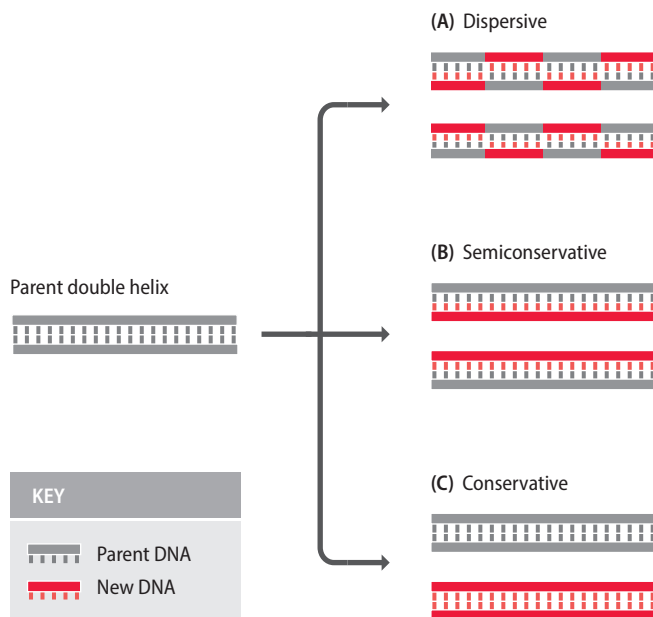 (A) Dispersive
(B) Semiconservative
Parent double helix
(C) Conservative
KEY
Parent DNA
New DNA